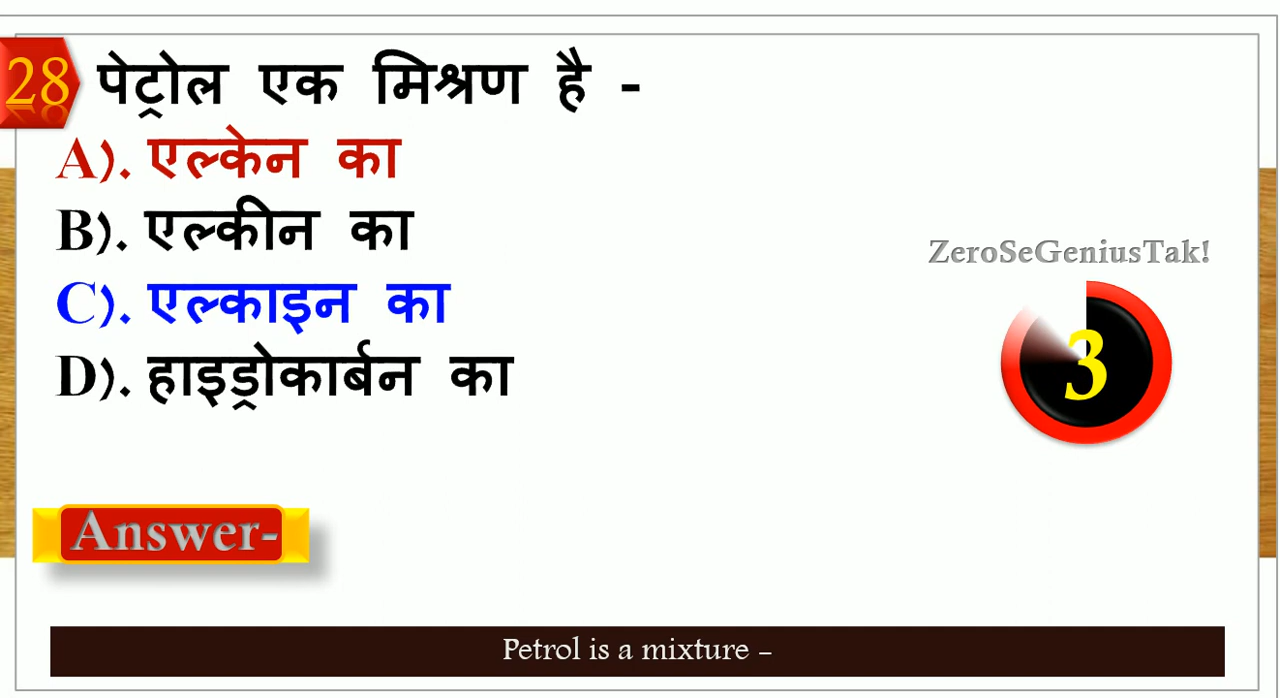 28 पेट्रोल एक मिश्रण है -
A). एल्केन का
B). एल्कीन का
C). एल्काइन का
D). हाइड्रोकार्बन का
ZeroSeGeniusTak!
3
Answer-
Petrol is a mixture –